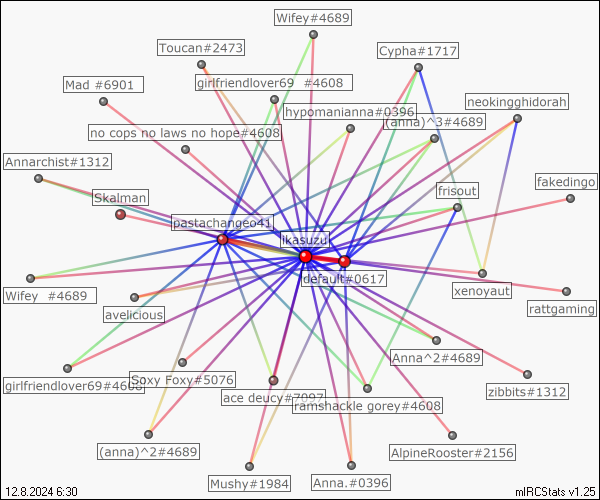 Wifey#4689
Toucan#2473
Cypha#1717
Mad #6901
girlfriendlover69 #4608
neokingghidorah
hypomanianna#0396
(anna)^3#4689
no cops no laws no hope#4608
Annarchist#1312
frisout
fakedingo
Skalman
pastachangeo41
ikasuzu
default#0617
xenoyaut
Wifey #4689
rattgaming
avelicious
Anna^2#4689
girlfriendlover69#4608
Soxy Foxy#5076
ace deucy#7097
ramshackle gorey#4608
zibbits#1312
(anna)^2#4689
AlpineRooster#2156
Mushy#1984
Anna.#0396
12.8.2024 6:30
mIRCStats v1.25